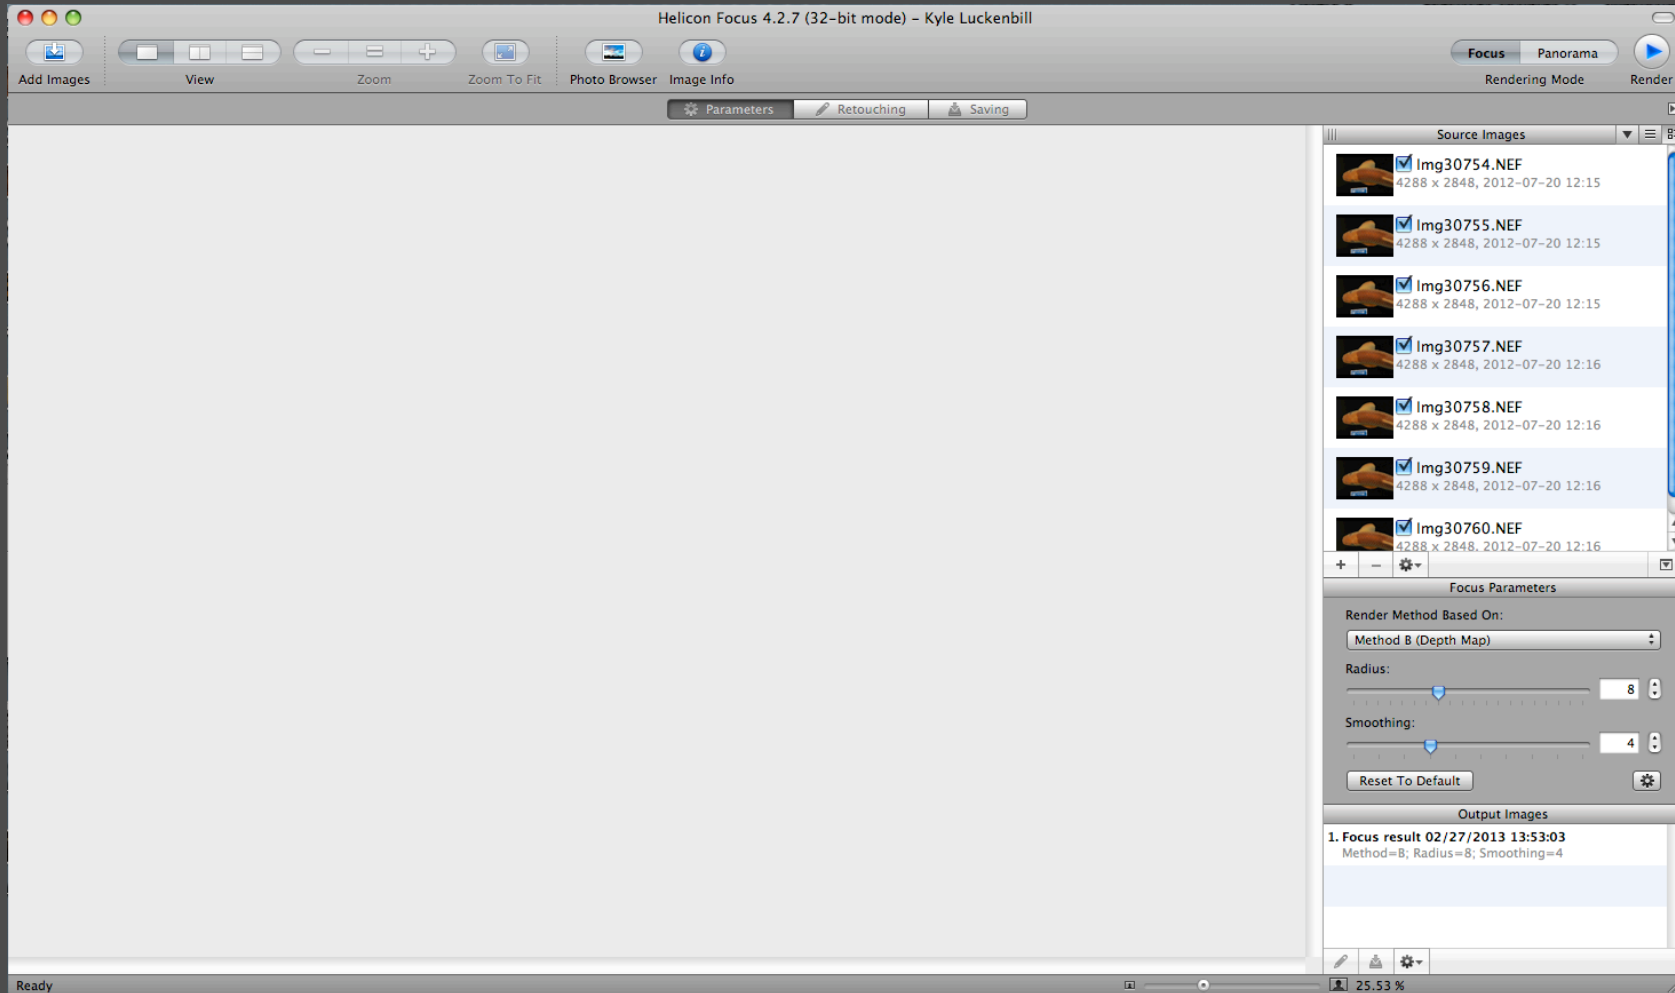 Helicon Focus 4.2.7 (32-bit mode) – Kyle Luckenbill
Focus Panorama
Add Images View Zoom Zoom To Fit Photo Browser Image Info Rendering Mode Render
Parameters Retouching Saving
Source Images
Img30754.NEF
4288 x 2848, 2012-07-20 12:15
Img30755.NEF
4288 x 2848, 2012-07-20 12:15
Img30756.NEF
4288 x 2848, 2012-07-20 12:15
Img30757.NEF
4288 x 2848, 2012-07-20 12:16
Img30758.NEF
4288 x 2848, 2012-07-20 12:16
Img30759.NEF
4288 x 2848, 2012-07-20 12:16
Img30760.NEF
4288 x 2848, 2012-07-20 12:16
Focus Parameters
Render Method Based On:
Method B (Depth Map)
Radius:
8
Smoothing:
4
Reset To Default
Output Images
1. Focus result 02/27/2013 13:53:03
Method=B; Radius=8; Smoothing=4
Ready 25.53 %